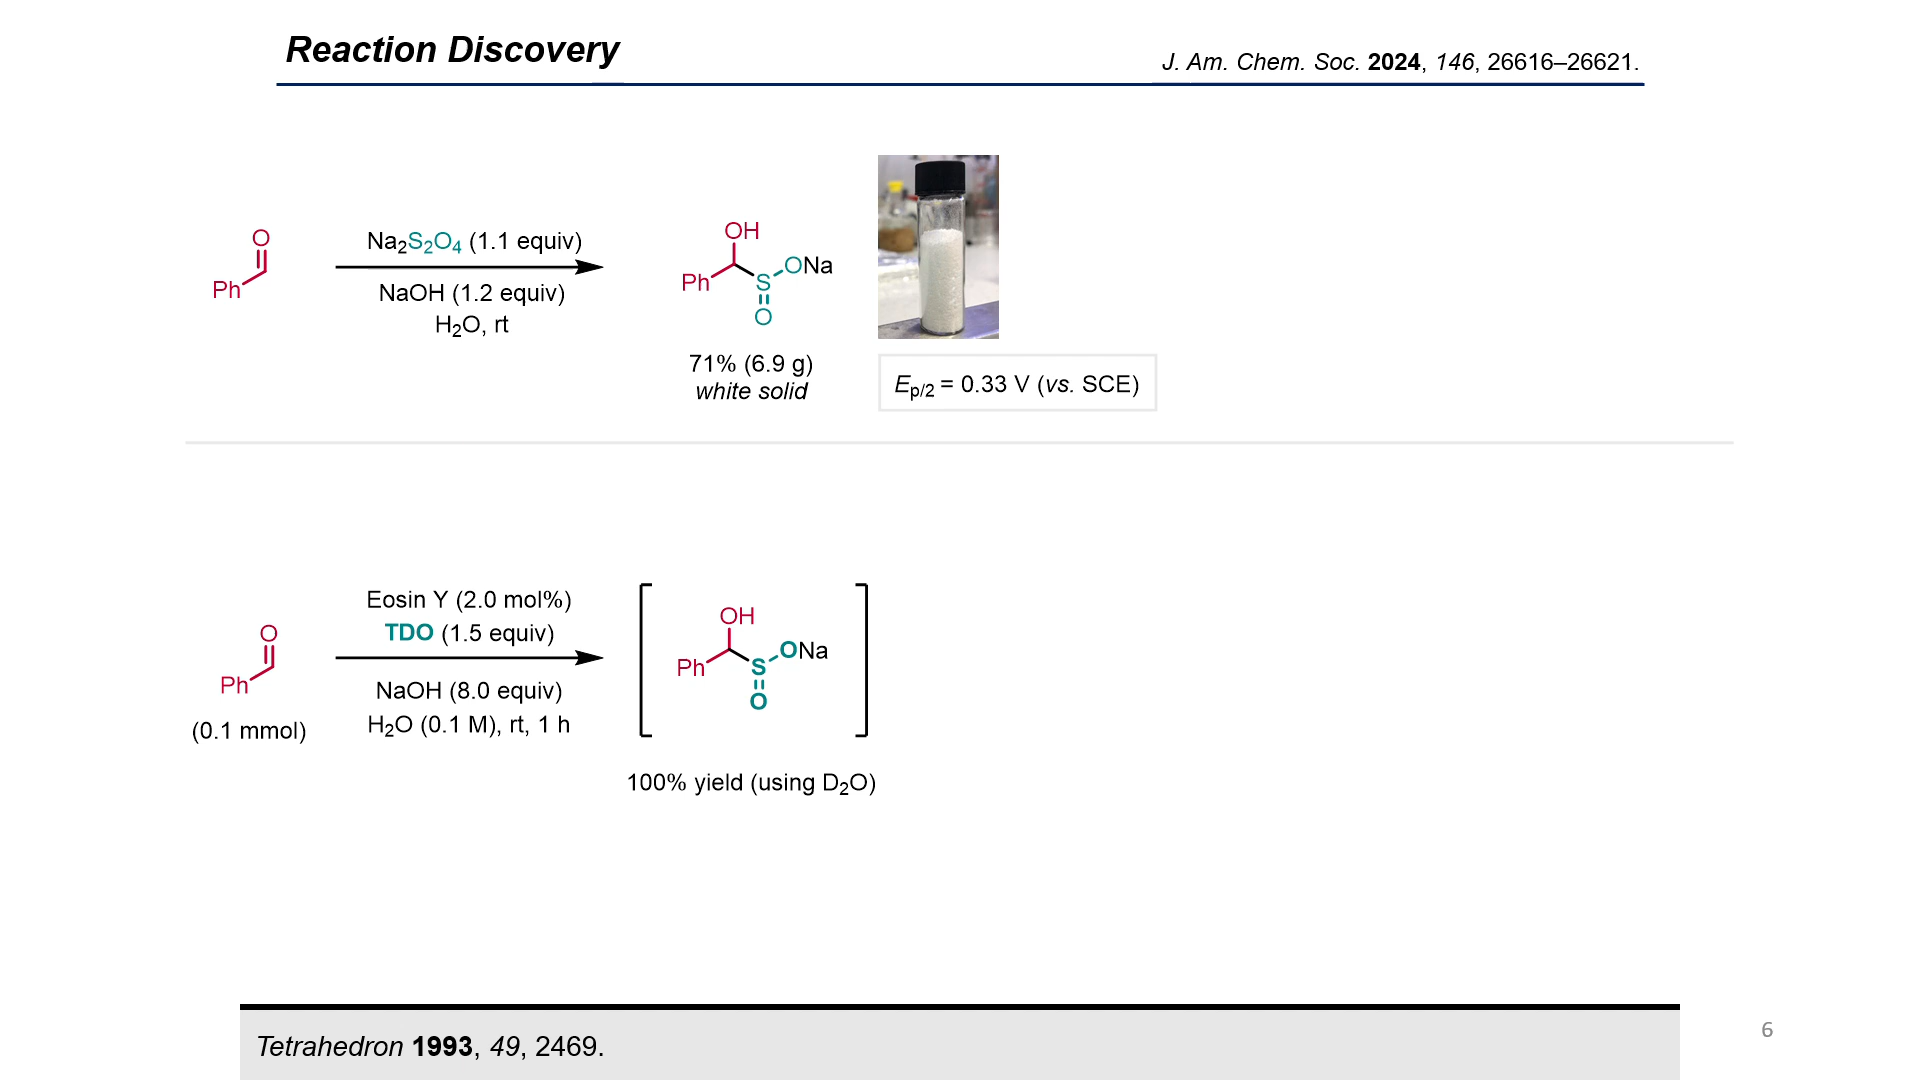 Reaction Discovery
J. Am. Chem. Soc. 2024, 146, 26616–26621.
O
Ph
Na2S2O4 (1.1 equiv)
NaOH (1.2 equiv)
H2O, rt
OH
Ph
S
ONa
O
71% (6.9 g)
white solid
Ep/2 = 0.33 V (vs. SCE)
O
Ph
(0.1 mmol)
Eosin Y (2.0 mol%)
TDO (1.5 equiv)
NaOH (8.0 equiv)
H2O (0.1 M), rt, 1 h
OH
Ph
S
ONa
O
100% yield (using D2O)
Tetrahedron 1993, 49, 2469.
6